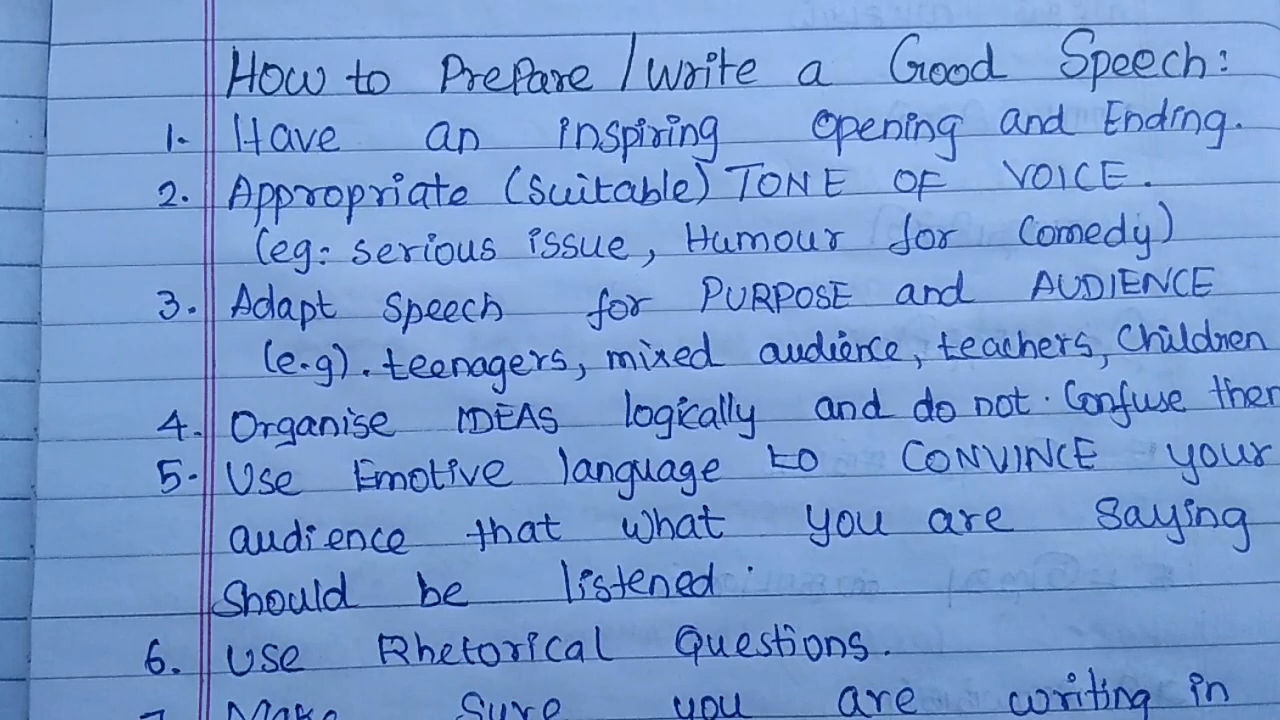 How to Prepare / write a Good Speech:
1. Have an inspiring opening and Ending.
2. Appropriate (suitable) TONE OF VOICE.
(eg: serious issue, Humour for Comedy)
3. Adapt speech for PURPOSE and AUDIENCE
(e.g). teenagers, mixed audience, teachers, Children
4. Organise IDEAS logically and do not. Confuse them
5. Use Emotive language to CONVINCE your
audience that what you are saying
should be listened.
6. Use Rhetorical Questions.
7. Make sure you are writing in